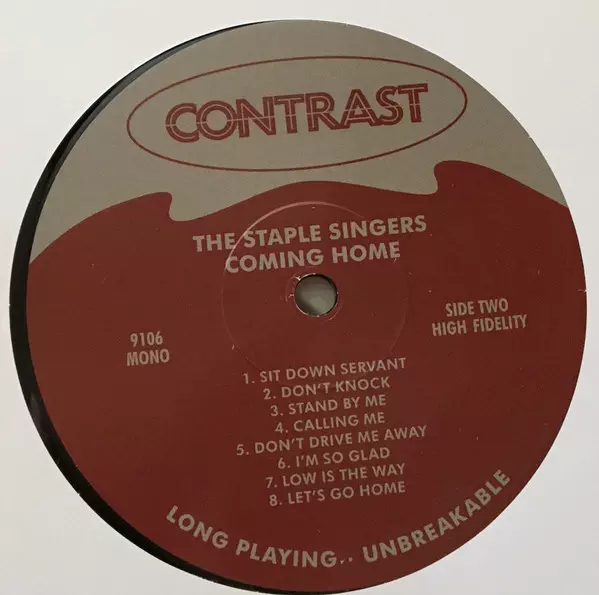 CONTRAST
THE STAPLE SINGERS
COMING HOME
9106
MONO
SIDE TWO
HIGH FIDELITY
1. SIT DOWN SERVANT
2. DON'T KNOCK
3. STAND BY ME
4. CALLING ME
5. DON'T DRIVE ME AWAY
6. I'M SO GLAD
7. LOW IS THE WAY
8. LET'S GO HOME
LONG PLAYING.. UNBREAKABLE